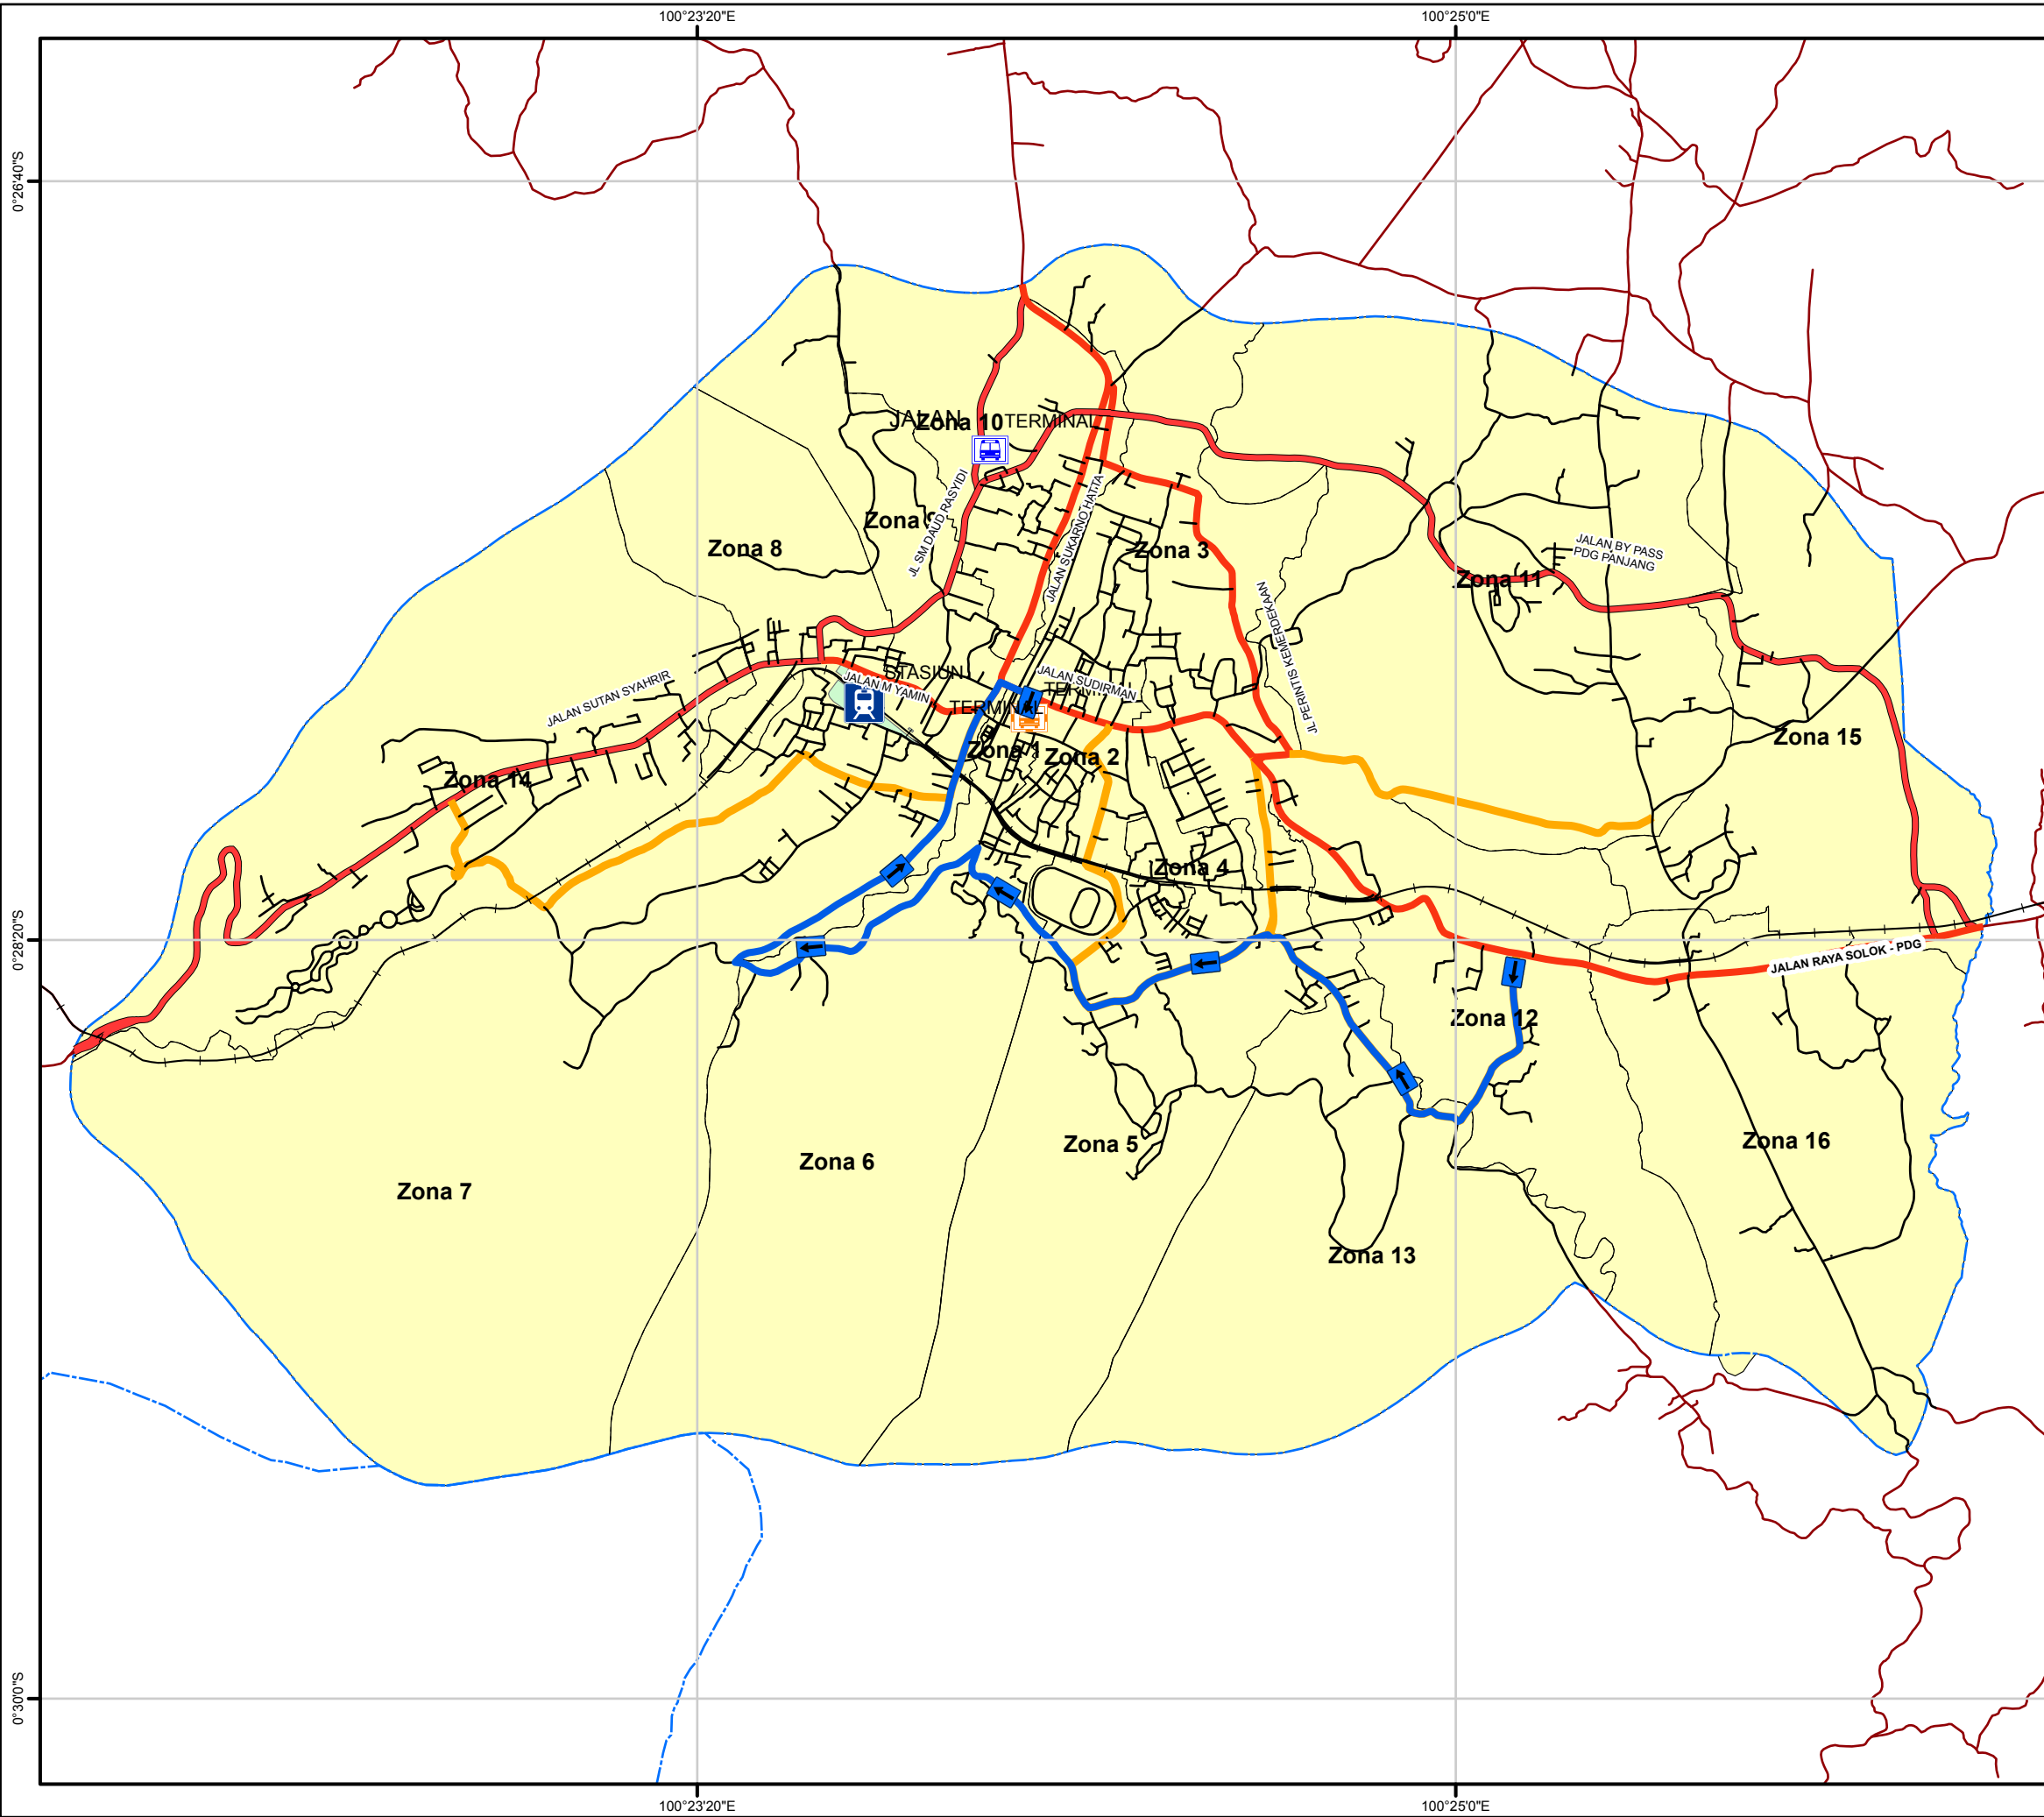 100°23'20"E
100°25'0"E
0°26'40"S
JALAN
Zona 10
TERMINAL
JL SM DAUD RASYIDI
JALAN SUKARNO HATTA
Zona 9
Zona 8
Zona 3
JALAN BY PASS
PDG PANJANG
Zona 11
JL PERINTIS KEMERDEKAAN
STASIUN
JALAN M YAMIN
JALAN SUDIRMAN
TERMINAL
TERMINAL
JALAN SUTAN SYAHRIR
Zona 1
Zona 2
Zona 15
Zona 14
Zona 4
0°28'20"S
JALAN RAYA SOLOK - PDG
Zona 12
Zona 5
Zona 16
Zona 6
Zona 7
Zona 13
0°30'0"S
100°23'20"E
100°25'0"E